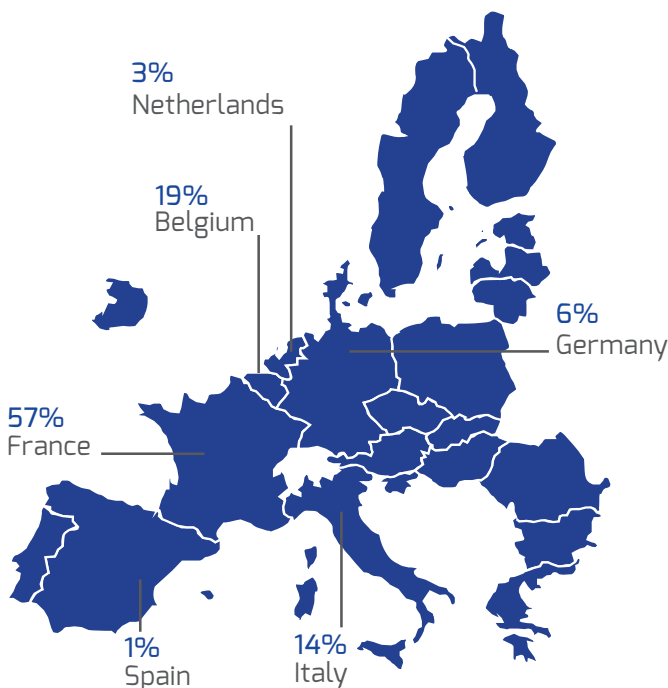 3%
Netherlands
19%
Belgium
6%
Germany
57%
France
1%
Spain
14%
Italy